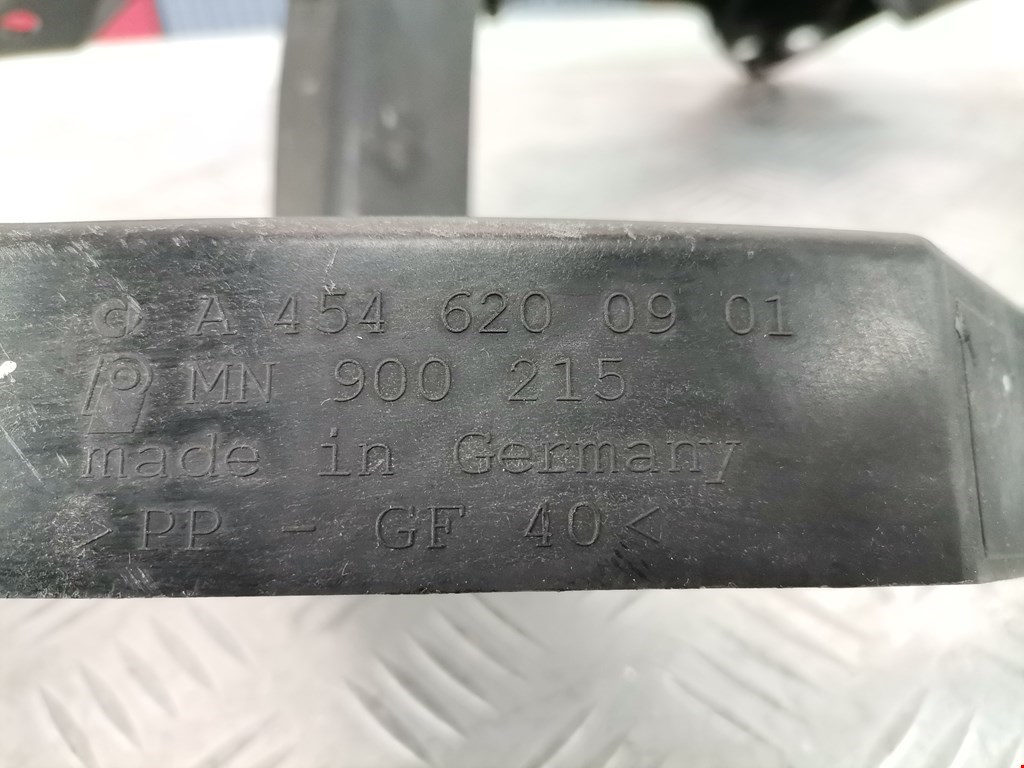 A 454 620 09 01
MN 900 215
made in Germany
>PP - GF 40<